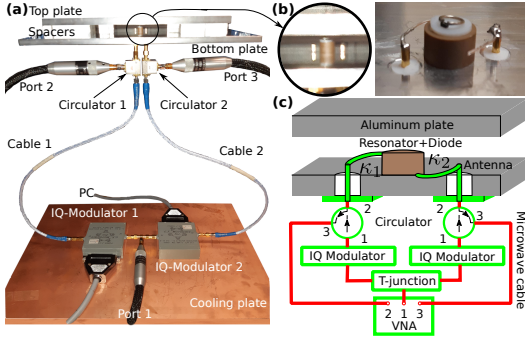 (a)
Top plate
Spacers
Bottom plate
Port 2
Port 3
Circulator 1
Circulator 2
Cable 1
Cable 2
PC
IQ-Modulator 1
IQ-Modulator 2
Cooling plate
Port 1
(b)
(c)
Aluminum plate
Resonator+Diode
κ1
κ2
Antenna
2
2
3
3
Circulator
1
1
IQ Modulator
IQ Modulator
T-junction
2 1 3
VNA
Microwave cable